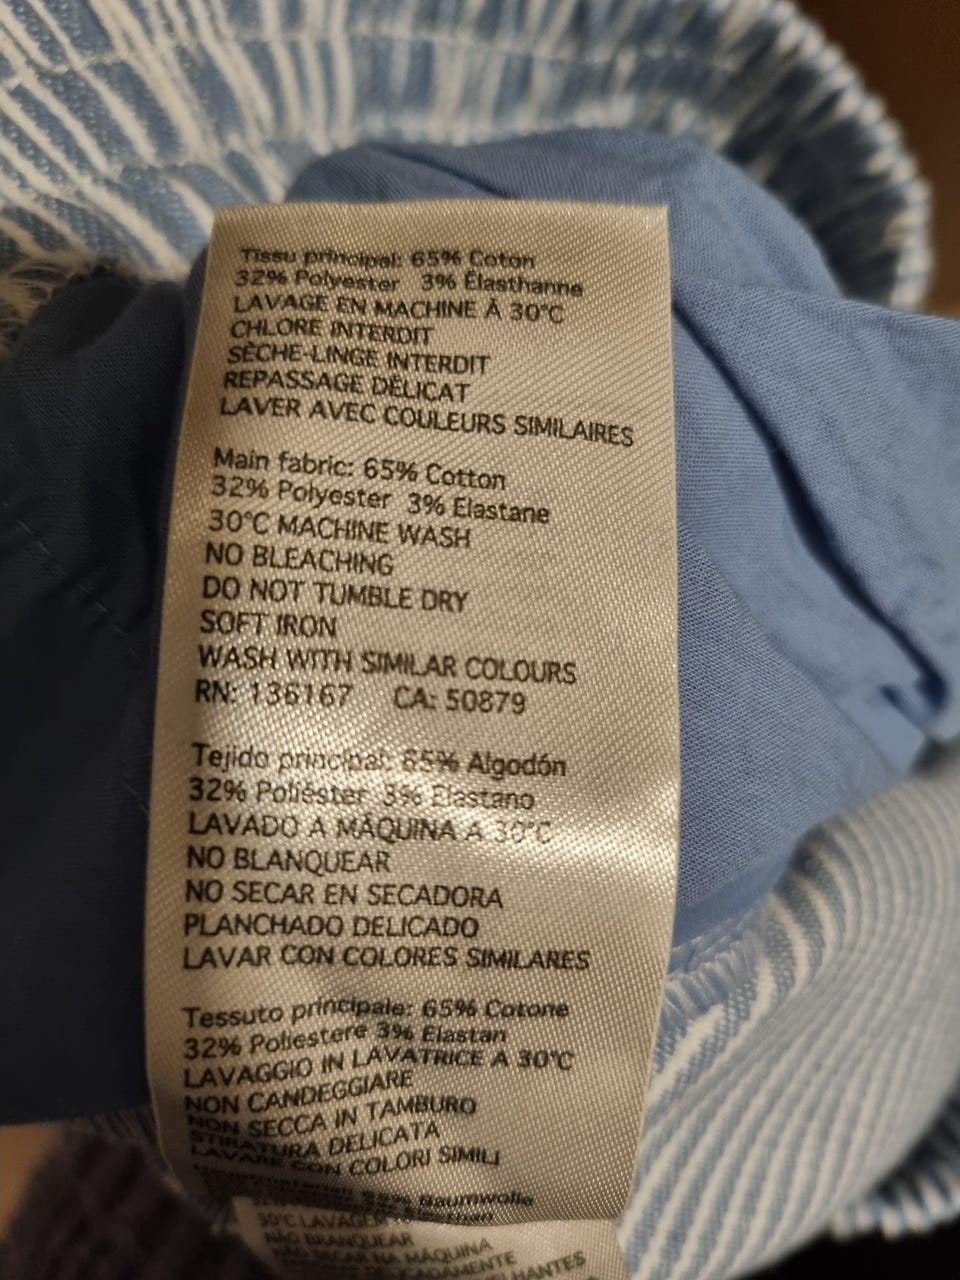 Tissu principal: 65% Coton
32% Polyester 3% Élasthanne
LAVAGE EN MACHINE À 30°C
CHLORE INTERDIT
SÈCHE-LINGE INTERDIT
REPASSAGE DÉLICAT
LAVER AVEC COULEURS SIMILAIRES
Main fabric: 65% Cotton
32% Polyester 3% Elastane
30°C MACHINE WASH
NO BLEACHING
DO NOT TUMBLE DRY
SOFT IRON
WASH WITH SIMILAR COLOURS
RN: 136167 CA: 50879
Tejido principal: 65% Algodón
32% Poliéster 3% Elastano
LAVADO A MÁQUINA A 30°C
NO BLANQUEAR
NO SECAR EN SECADORA
PLANCHADO DELICADO
LAVAR CON COLORES SIMILARES
Tessuto principale: 65% Cotone
32% Poliestere 3% Elastan
LAVAGGIO IN LAVATRICE A 30°C
NON CANDEGGIARE
NON SECCA IN TAMBURO
STIRATURA DELICATA
LAVARE CON COLORI SIMILI
Baumwolle
30°C
NÃO BRANQUEAR
NÃO SECAR NA MÁQUINA